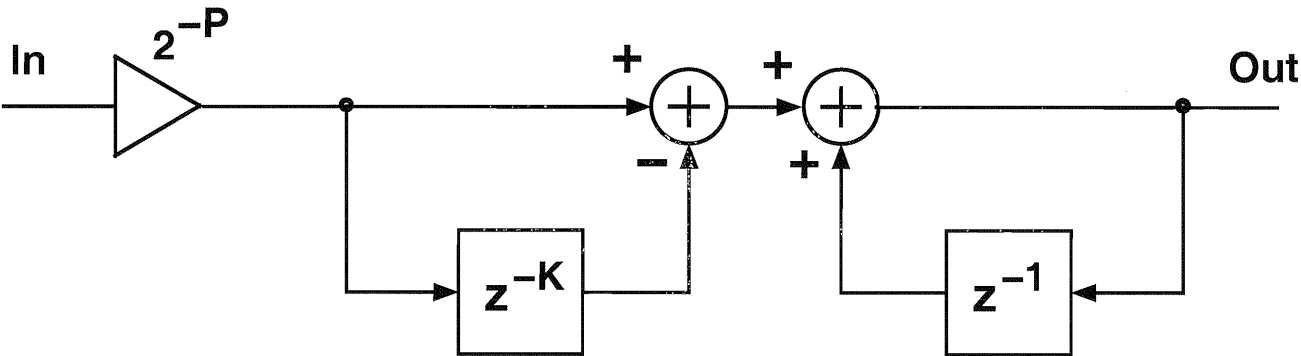 In
2^-P
+
+
Out
+
+
−
+
z^-K
z^-1